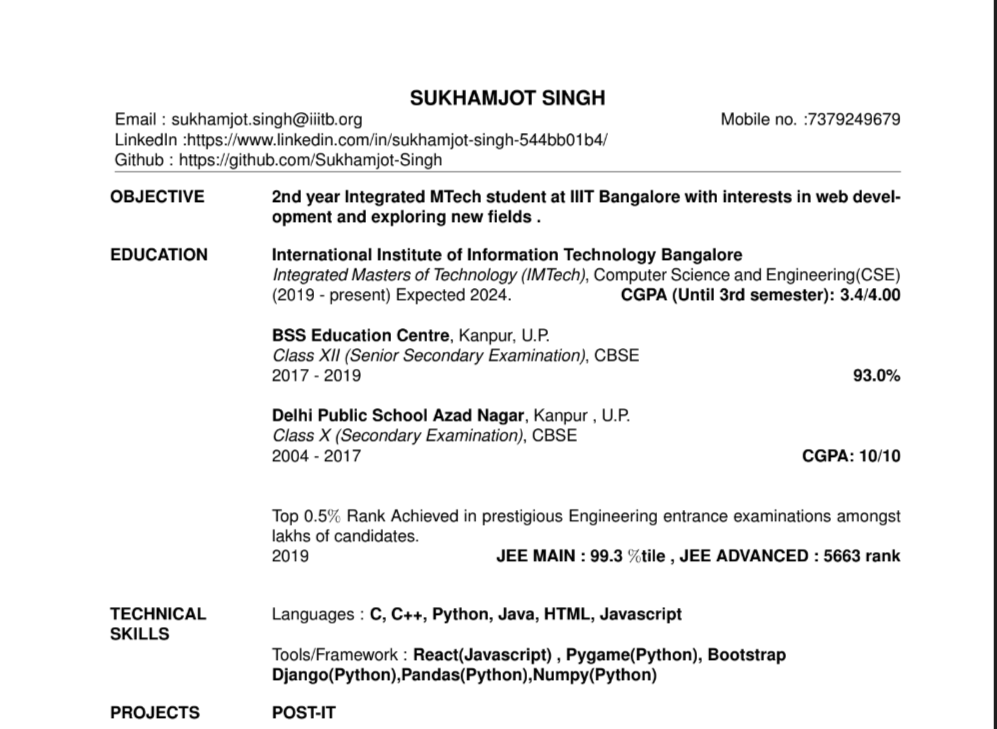 SUKHAMJOT SINGH
Email : sukhamjot.singh@iiitb.org Mobile no. :7379249679
LinkedIn :https://www.linkedin.com/in/sukhamjot-singh-544bb01b4/
Github : https://github.com/Sukhamjot-Singh
OBJECTIVE 2nd year Integrated MTech student at IIIT Bangalore with interests in web devel-
opment and exploring new fields .
EDUCATION International Institute of Information Technology Bangalore
Integrated Masters of Technology (IMTech), Computer Science and Engineering(CSE)
(2019 - present) Expected 2024. CGPA (Until 3rd semester): 3.4/4.00
BSS Education Centre, Kanpur, U.P.
Class XII (Senior Secondary Examination), CBSE
2017 - 2019 93.0%
Delhi Public School Azad Nagar, Kanpur , U.P.
Class X (Secondary Examination), CBSE
2004 - 2017 CGPA: 10/10
Top 0.5% Rank Achieved in prestigious Engineering entrance examinations amongst
lakhs of candidates.
2019 JEE MAIN : 99.3 %tile , JEE ADVANCED : 5663 rank
TECHNICAL Languages : C, C++, Python, Java, HTML, Javascript
SKILLS
Tools/Framework : React(Javascript) , Pygame(Python), Bootstrap
Django(Python),Pandas(Python),Numpy(Python)
PROJECTS POST-IT